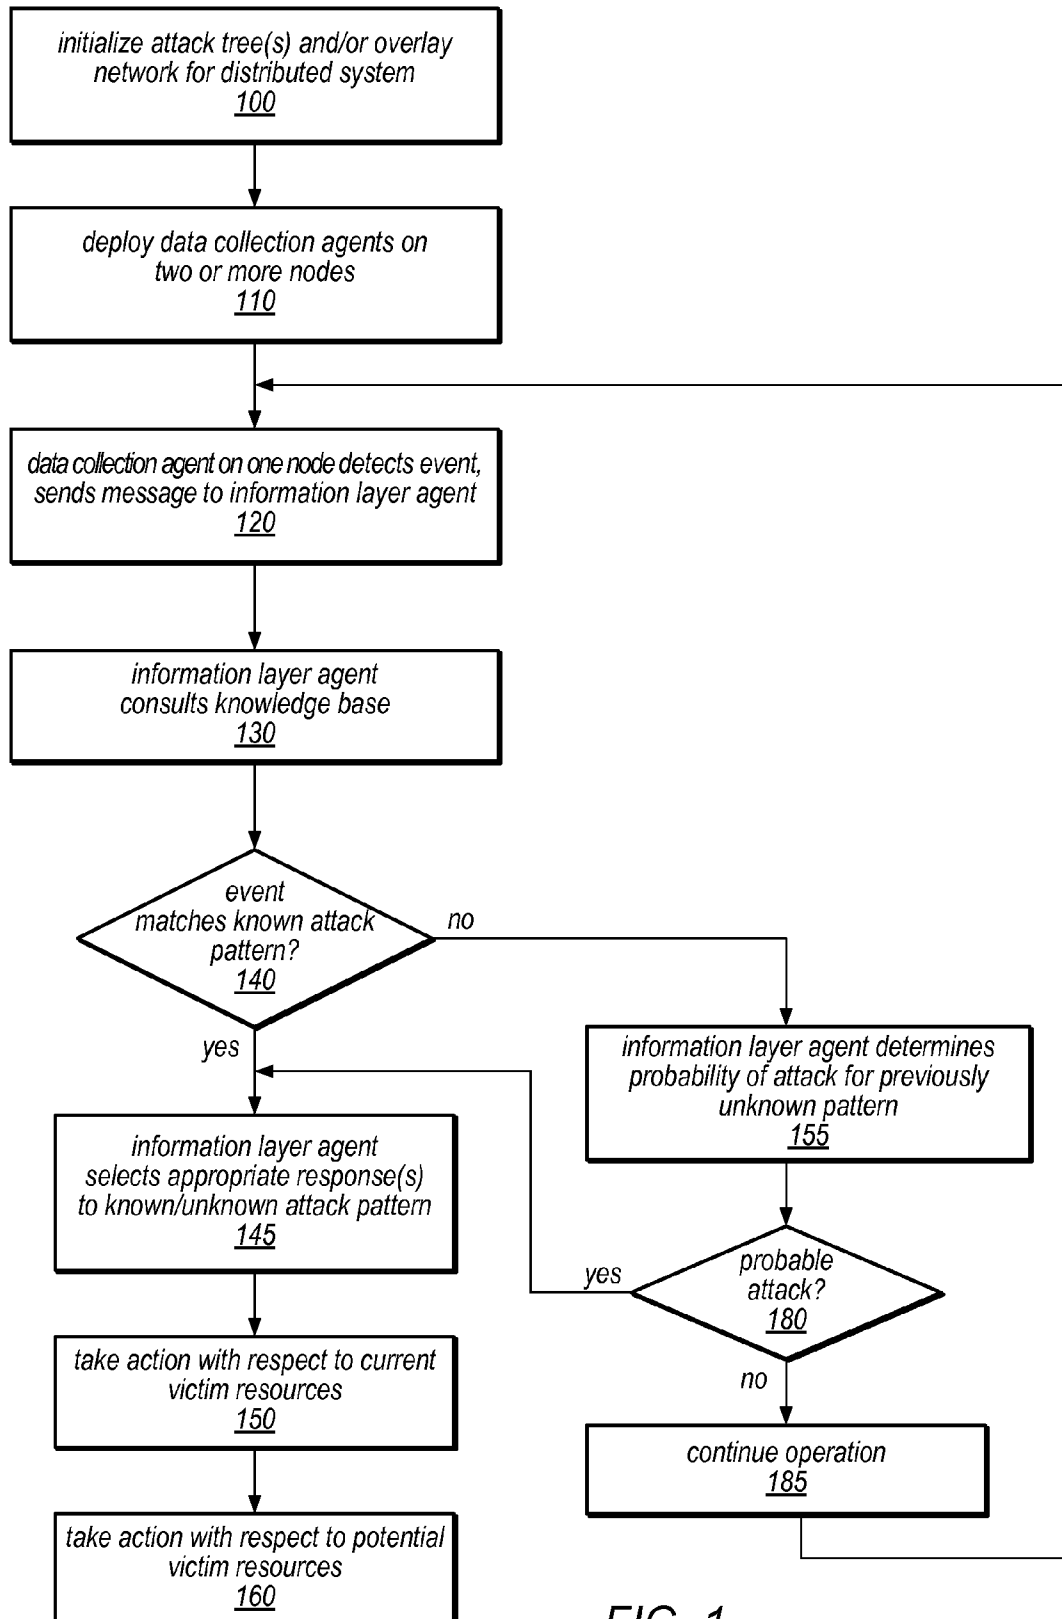 initialize attack tree(s) and/or overlay
network for distributed system
100
deploy data collection agents on
two or more nodes
110
data collection agent on one node detects event,
sends message to information layer agent
120
information layer agent
consults knowledge base
130
event
matches known attack
pattern?
140
no
yes
information layer agent determines
probability of attack for previously
unknown pattern
155
information layer agent
selects appropriate response(s)
to known/unknown attack pattern
145
probable
attack?
180
yes
no
take action with respect to current
victim resources
150
continue operation
185
take action with respect to potential
victim resources
160
FIG. 1